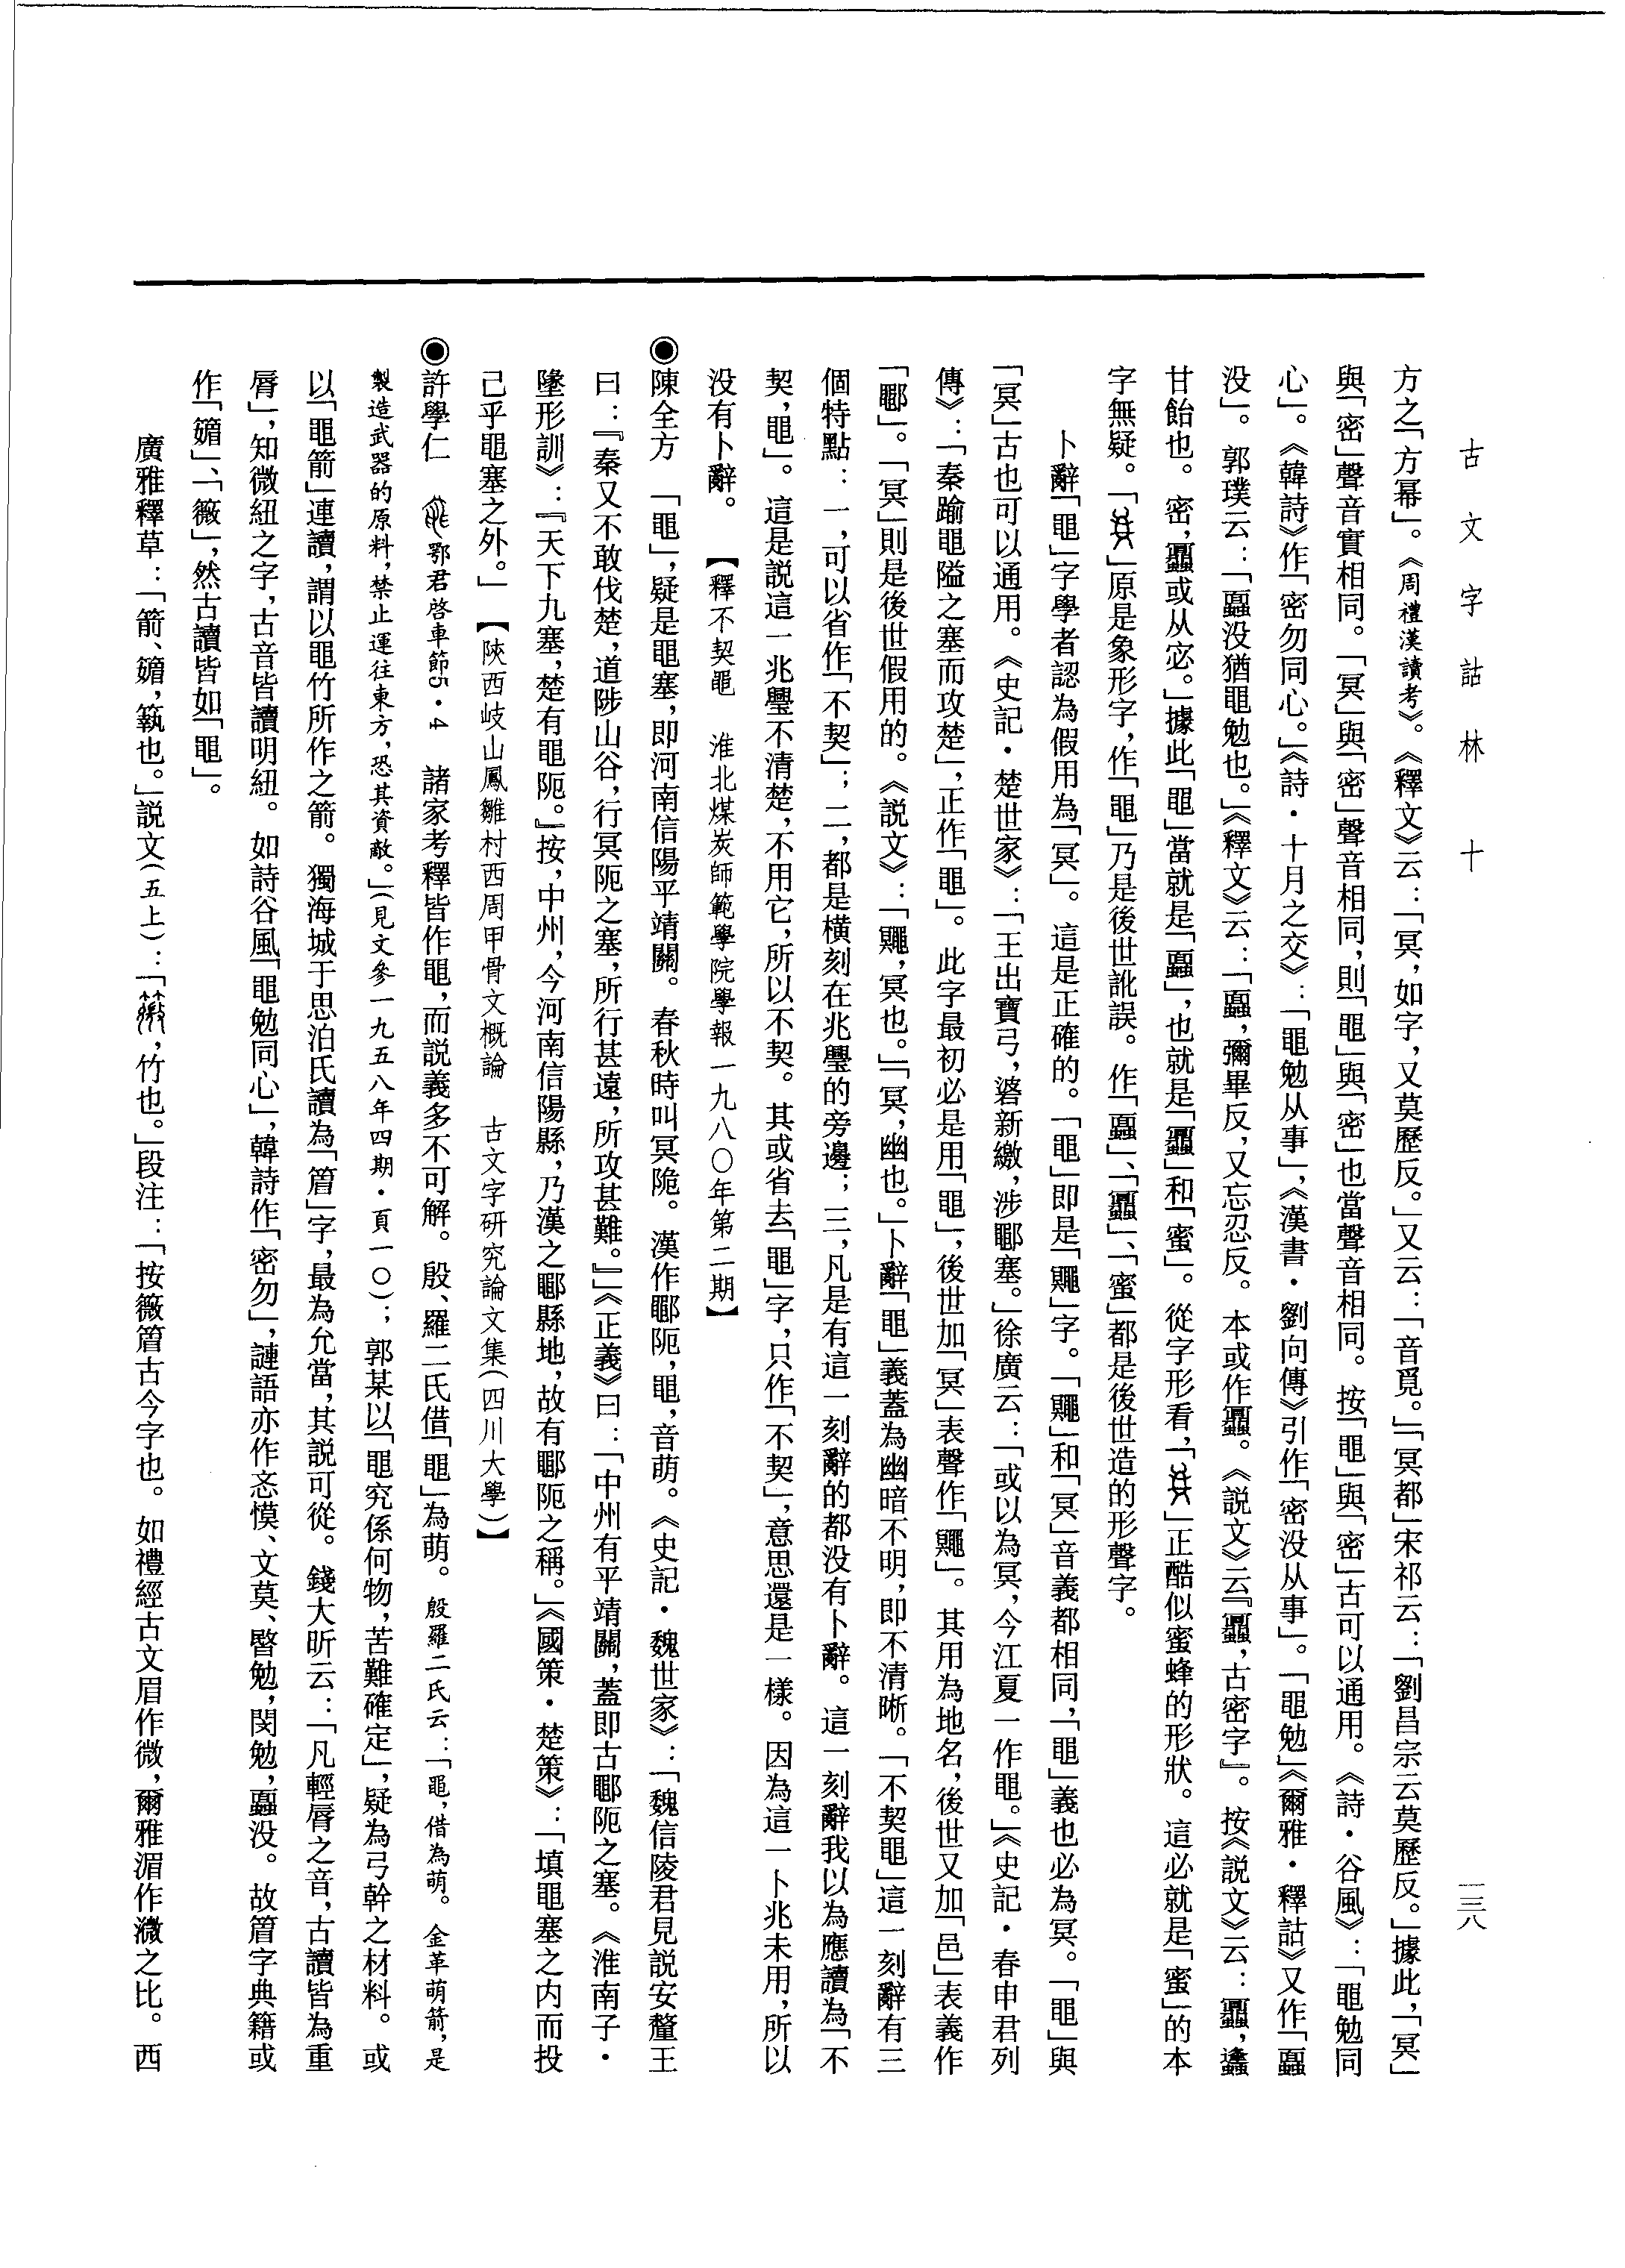 古文字詁林　十
一三八
方之「方冪」。《周禮漢讀考》。《釋文》云：「冥，如字，又莫歷反。」又云：「音覓。」「冥都」宋祁云：「劉昌宗云莫歷反。」據此，「冥」
與「密」聲音實相同。「冥」與「密」聲音相同，則「黽」與「密」也當聲音相同。按「黽」與「密」古可以通用。《詩·谷風》：「黽勉同
心」。《韓詩》作「密勿同心。」《詩·十月之交》：「黽勉从事」，《漢書·劉向傳》引作「密没从事」。「黽勉」《爾雅·釋詁》又作「蠠
没」。郭璞云：「蠠没猶黽勉也。」《釋文》云：「蠠，彌畢反，又忘忍反。本或作𧖅。《説文》云『𧖅，古密字』。按《説文》云：𧖅，螽
甘飴也。密，𧖅或从宓。」據此「黽」當就是「蠠」，也就是「𧖅」和「蜜」。從字形看，「」正酷似蜜蜂的形狀。這必就是「蜜」的本
字無疑。「」原是象形字，作「黽」乃是後世訛誤。作「蠠」、「𧖅」、「蜜」都是後世造的形聲字。
卜辭「黽」字學者認為假用為「冥」。這是正確的。「黽」即是「鼆」字。「鼆」和「冥」音義都相同，「黽」義也必為冥。「黽」與
「冥」古也可以通用。《史記·楚世家》：「王出寶弓，碆新繳，涉鄳塞。」徐廣云：「或以為冥，今江夏一作黽。」《史記·春申君列
傳》：「秦踰黽隘之塞而攻楚」，正作「黽」。此字最初必是用「黽」，後世加「冥」表聲作「鼆」。其用為地名，後世又加「邑」表義作
「鄳」。「冥」則是後世假用的。《説文》：「鼆，冥也。」「冥，幽也。」卜辭「黽」義蓋為幽暗不明，即不清晰。「不契黽」這一刻辭有三
個特點：一，可以省作「不契」；二，都是橫刻在兆璺的旁邊；三，凡是有這一刻辭的都没有卜辭。這一刻辭我以為應讀為「不
契，黽」。這是説這一兆璺不清楚，不用它，所以不契。其或省去「黽」字，只作「不契」，意思還是一樣。因為這一卜兆未用，所以
没有卜辭。　【釋不契黽　淮北煤炭師範學院學報一九八〇年第二期】
◉陳全方　「黽」，疑是黽塞，即河南信陽平靖關。春秋時叫冥阸。漢作鄳阨，黽，音萌。《史記·魏世家》：「魏信陵君見説安釐王
曰：『秦又不敢伐楚，道陟山谷，行冥阨之塞，所行甚遠，所攻甚難。』」《正義》曰：「中州有平靖關，蓋即古鄳阨之塞。《淮南子·
墜形訓》：『天下九塞，楚有黽阨。』按，中州，今河南信陽縣，乃漢之鄳縣地，故有鄳阨之稱。」《國策·楚策》：「填黽塞之内而投
己乎黽塞之外。」　【陝西岐山鳳雛村西周甲骨文概論　古文字研究論文集（四川大學）】
◉許學仁　鄂君啓車節5·4　諸家考釋皆作黽，而説義多不可解。殷、羅二氏借「黽」為萌。殷羅二氏云：「黽，借為萌。金革萌箭，是
製造武器的原料，禁止運往東方，恐其資敵。」（見文參一九五八年四期·頁一〇）；郭某以「黽究係何物，苦難確定」，疑為弓幹之材料。或
以「黽箭」連讀，謂以黽竹所作之箭。獨海城于思泊氏讀為「篃」字，最為允當，其説可從。錢大昕云：「凡輕脣之音，古讀皆為重
脣」，知微紐之字，古音皆讀明紐。如詩谷風「黽勉同心」，韓詩作「密勿」，謰語亦作忞慔、文莫、暋勉，閔勉，蠠没。故篃字典籍或
作「䉋」、「薇」，然古讀皆如「黽」。
廣雅釋草：「箭、䉋，䈀也。」説文（五上）：「，竹也。」段注：「按薇篃古今字也。如禮經古文眉作微，爾雅湄作溦之比。西